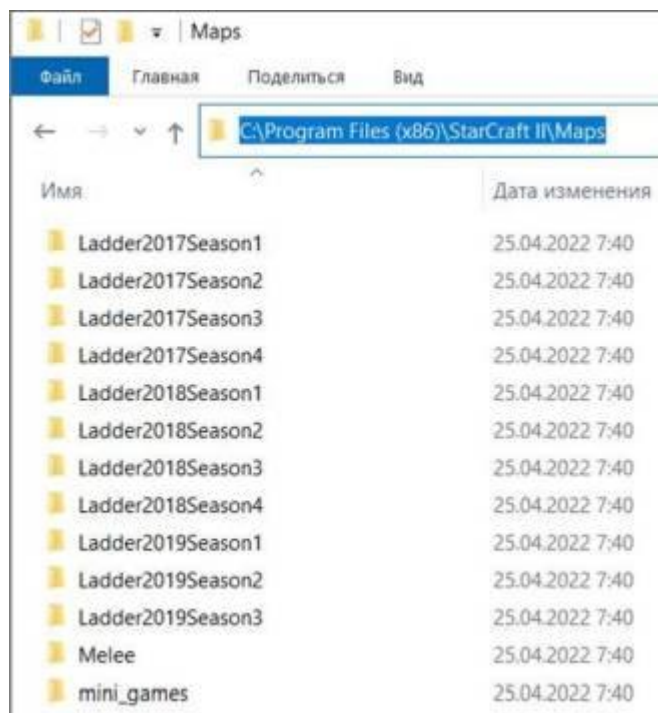 Maps
Файл Главная Поделиться Вид
C:\Program Files (x86)\StarCraft II\Maps
Имя Дата изменения
Ladder2017Season1 25.04.2022 7:40
Ladder2017Season2 25.04.2022 7:40
Ladder2017Season3 25.04.2022 7:40
Ladder2017Season4 25.04.2022 7:40
Ladder2018Season1 25.04.2022 7:40
Ladder2018Season2 25.04.2022 7:40
Ladder2018Season3 25.04.2022 7:40
Ladder2018Season4 25.04.2022 7:40
Ladder2019Season1 25.04.2022 7:40
Ladder2019Season2 25.04.2022 7:40
Ladder2019Season3 25.04.2022 7:40
Melee 25.04.2022 7:40
mini_games 25.04.2022 7:40